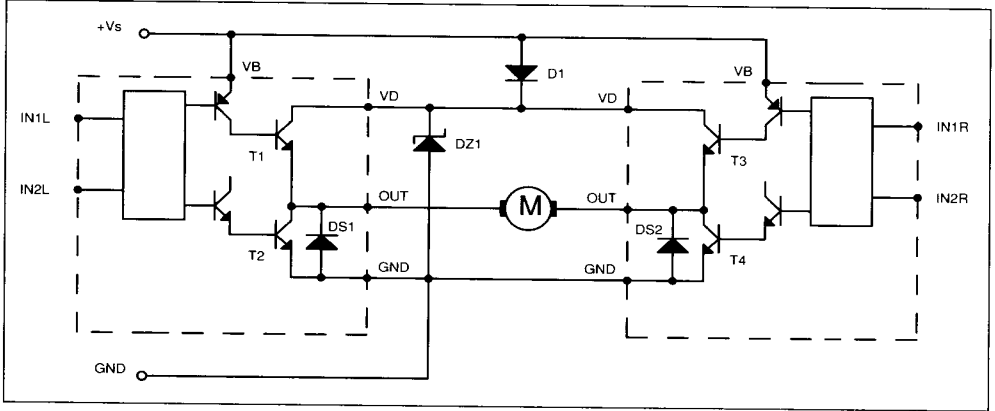 +Vs
VB
D1
VB
VD
VD
IN1L
IN1R
T1
DZ1
T3
IN2L
OUT
M
OUT
IN2R
DS1
DS2
T2
T4
GND
GND
GND